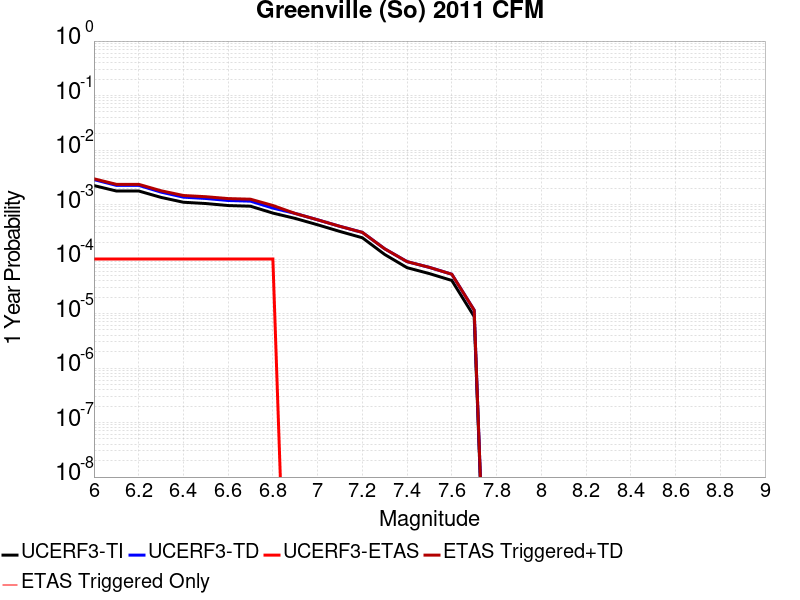 Greenville (So) 2011 CFM
10^0
10^-1
10^-2
10^-3
10^-4
10^-5
10^-6
10^-7
10^-8
1 Year Probability
6 6.2 6.4 6.6 6.8 7 7.2 7.4 7.6 7.8 8 8.2 8.4 8.6 8.8 9
Magnitude
UCERF3-TI UCERF3-TD UCERF3-ETAS ETAS Triggered+TD
ETAS Triggered Only